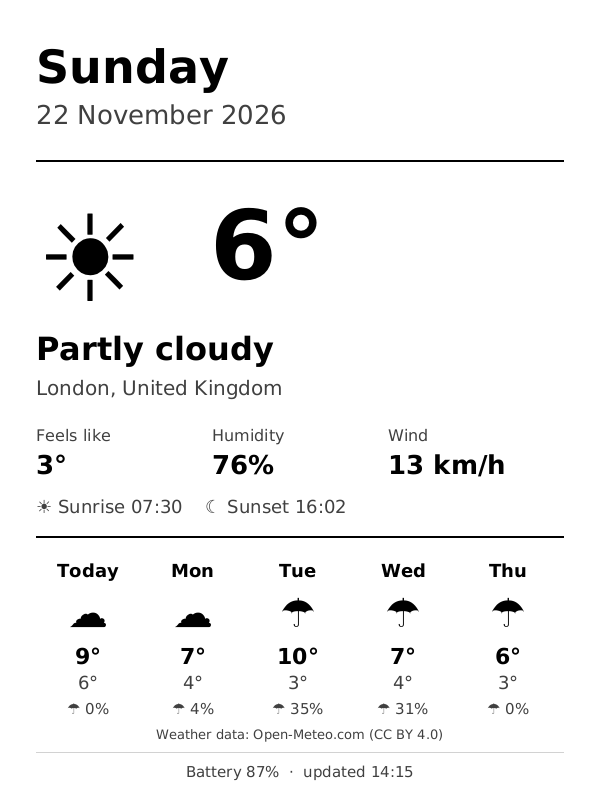 Sunday
22 November 2026
6°
Partly cloudy
London, United Kingdom
Feels like Humidity Wind
3° 76% 13 km/h
☀ Sunrise 07:30 ☾ Sunset 16:02
Today Mon Tue Wed Thu
9° 7° 10° 7° 6°
6° 4° 3° 4° 3°
☂ 0% ☂ 4% ☂ 35% ☂ 31% ☂ 0%
Weather data: Open-Meteo.com (CC BY 4.0)
Battery 87% · updated 14:15